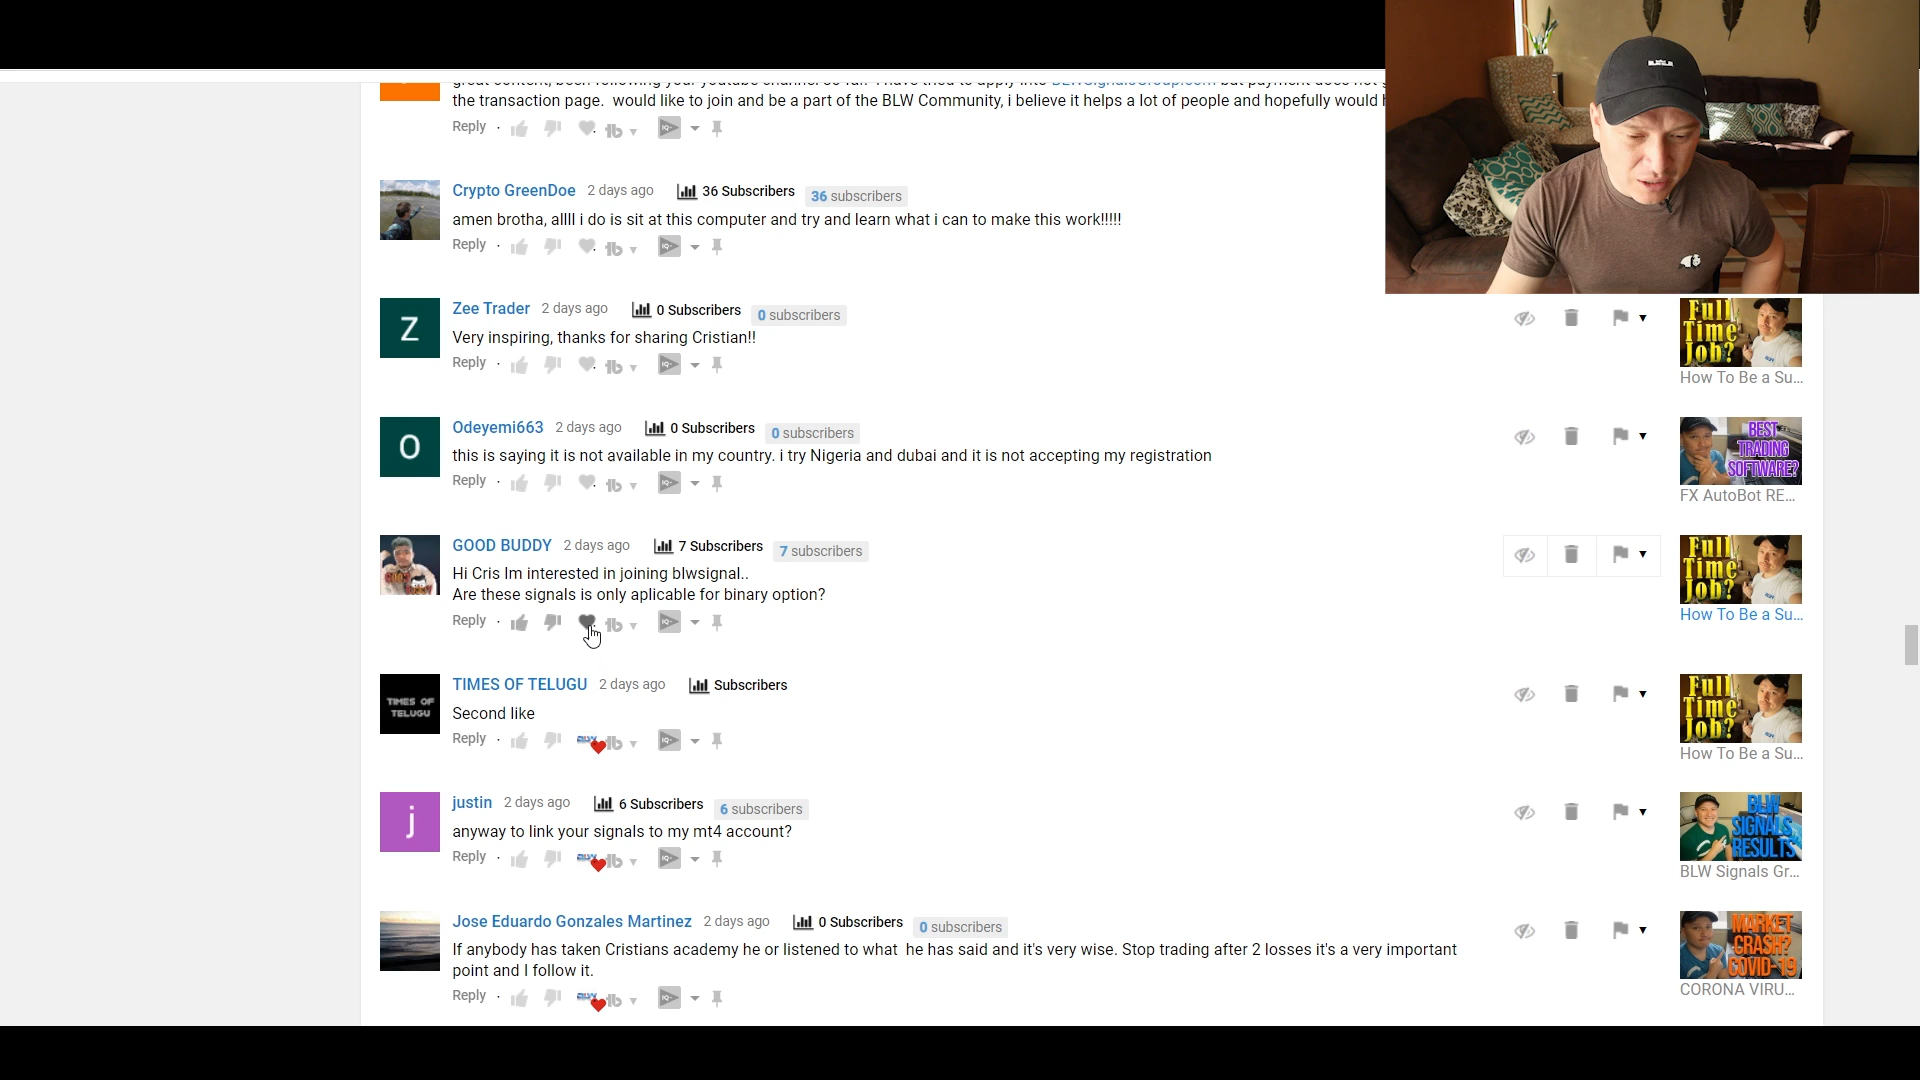 great content, been following your youtube channel so far. I have tried to apply into BLWSignalsGroup.com but payment does not
the transaction page. would like to join and be a part of the BLW Community, i believe it helps a lot of people and hopefully would
Reply
Crypto GreenDoe 2 days ago 36 Subscribers 36 subscribers
amen brotha, allll i do is sit at this computer and try and learn what i can to make this work!!!!!
Reply
Z
Zee Trader 2 days ago 0 Subscribers 0 subscribers
Very inspiring, thanks for sharing Cristian!!
Reply
Full
Time
Job?
How To Be a Su...
O
Odeyemi663 2 days ago 0 Subscribers 0 subscribers
this is saying it is not available in my country. i try Nigeria and dubai and it is not accepting my registration
Reply
BEST
TRADING
SOFTWARE?
FX AutoBot RE...
GOOD BUDDY 2 days ago 7 Subscribers 7 subscribers
Hi Cris Im interested in joining blwsignal..
Are these signals is only aplicable for binary option?
Reply
Full
Time
Job?
How To Be a Su...
TIMES OF
TELUGU
TIMES OF TELUGU 2 days ago Subscribers
Second like
Reply
Full
Time
Job?
How To Be a Su...
j
justin 2 days ago 6 Subscribers 6 subscribers
anyway to link your signals to my mt4 account?
Reply
BLW
SIGNALS
RESULTS
BLW Signals Gr...
Jose Eduardo Gonzales Martinez 2 days ago 0 Subscribers 0 subscribers
If anybody has taken Cristians academy he or listened to what he has said and it's very wise. Stop trading after 2 losses it's a very important
point and I follow it.
Reply
MARKET
CRASH?
COVID-19
CORONA VIRU...